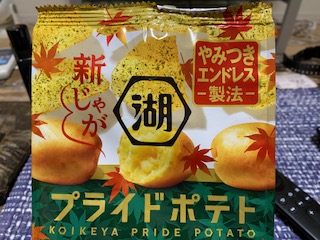 新じゃが
湖
やみつき
エンドレス
製法
プライドポテト
KOIKEYA PRIDE POTATO